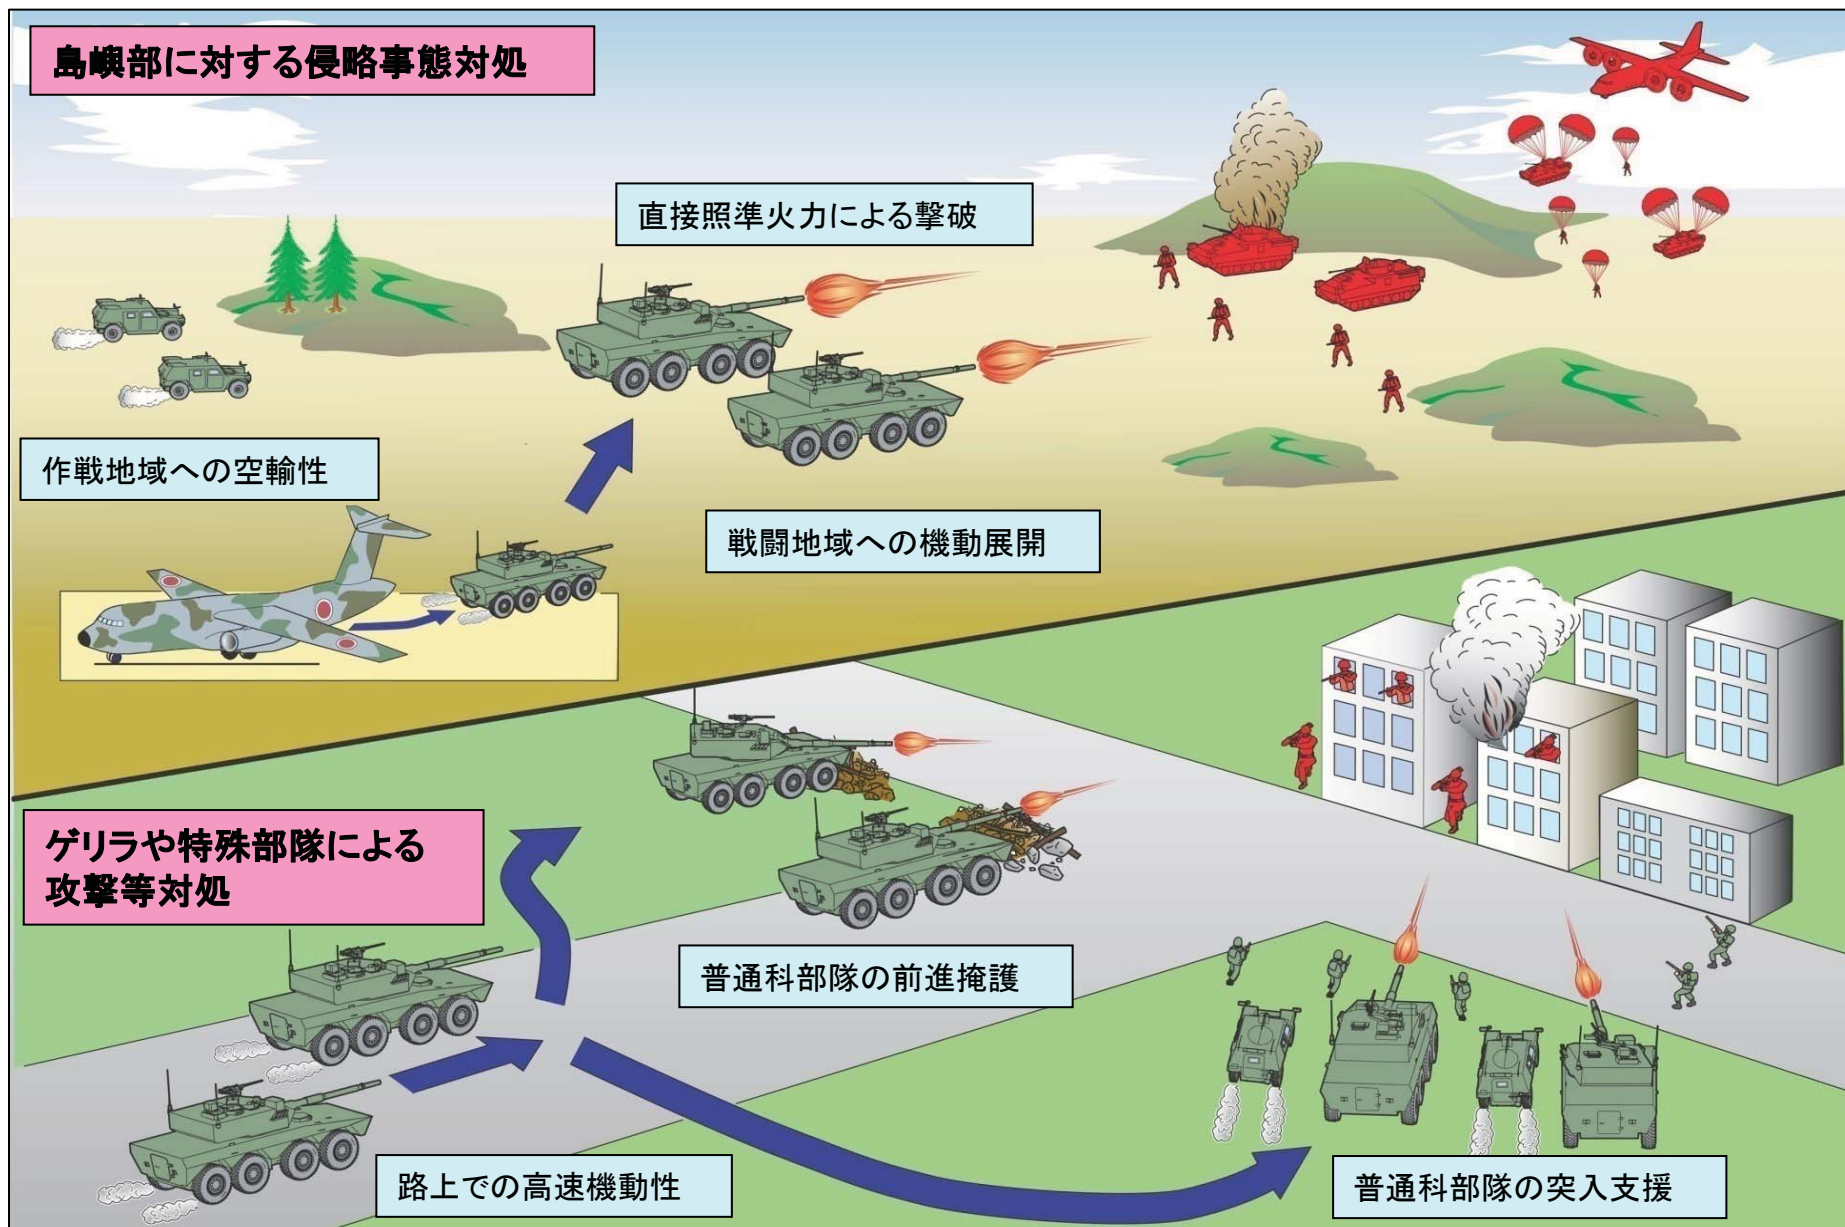 島嶼部に対する侵略事態対処
直接照準火力による撃破
作戦地域への空輸性
戦闘地域への機動展開
ゲリラや特殊部隊による
攻撃等対処
普通科部隊の前進掩護
路上での高速機動性
普通科部隊の突入支援